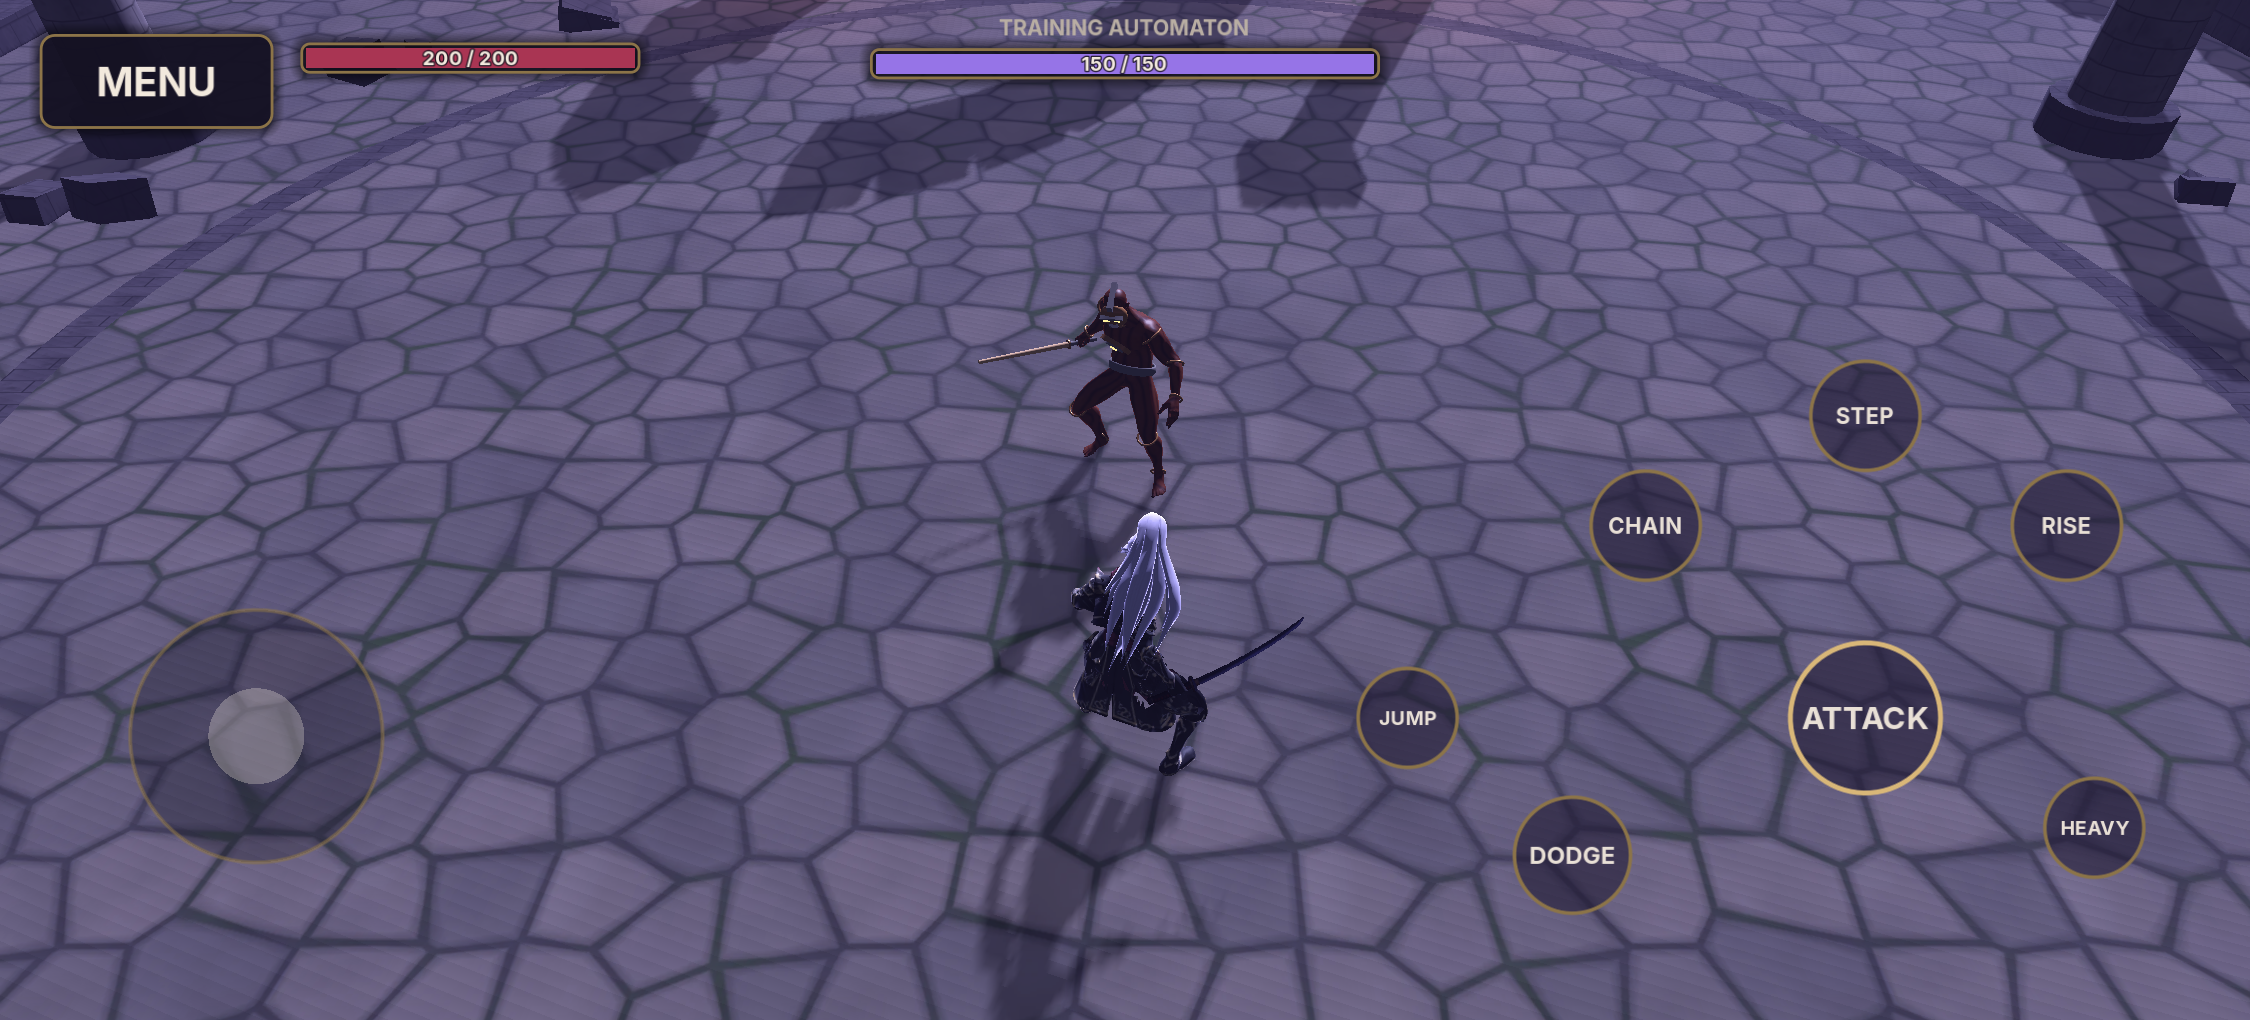 TRAINING AUTOMATON
MENU
200 / 200
150 / 150
STEP
CHAIN
RISE
JUMP
ATTACK
HEAVY
DODGE